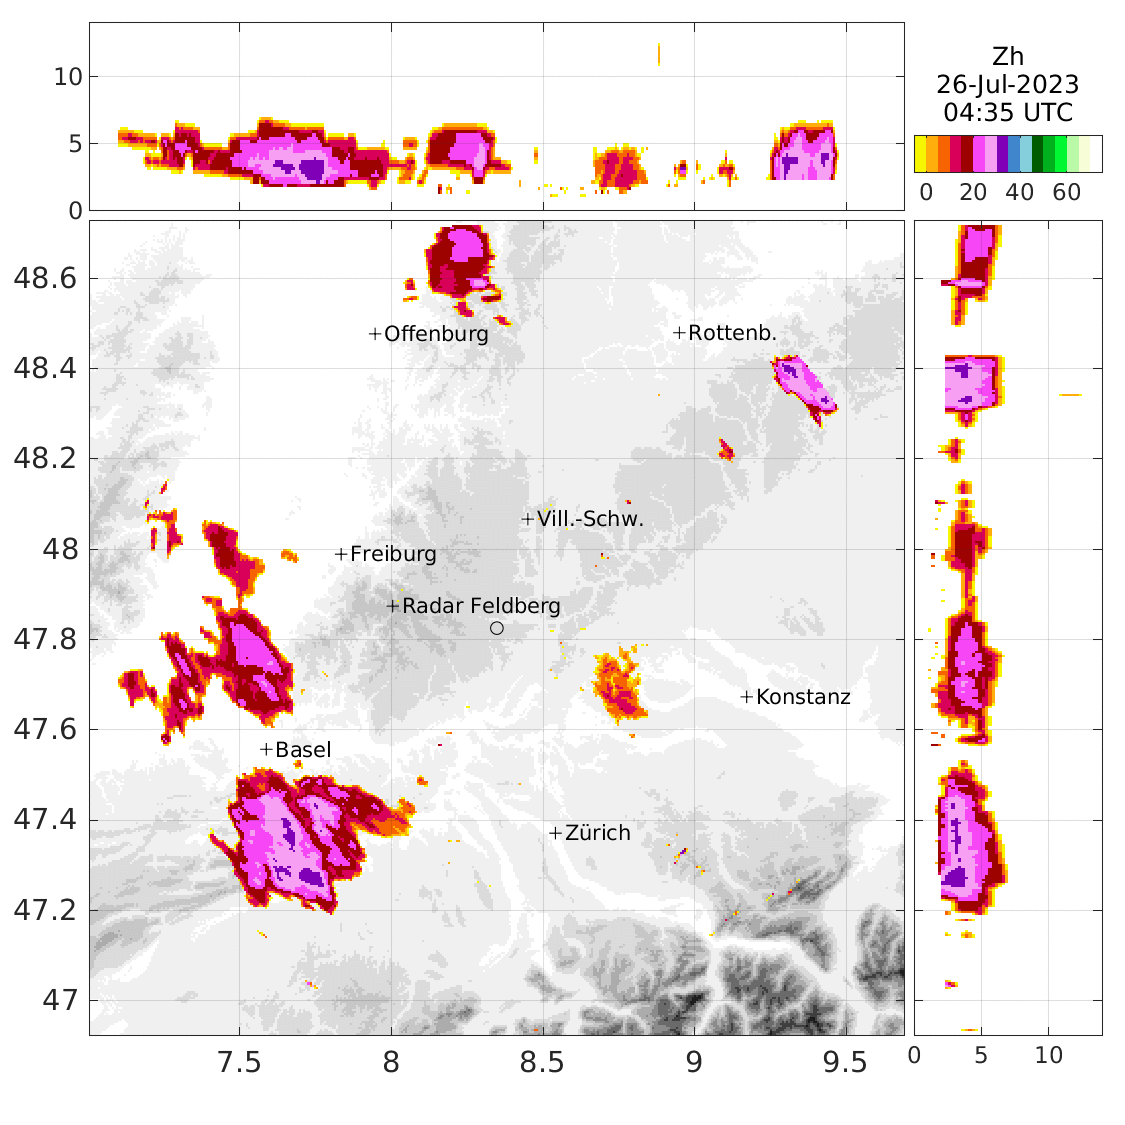 Zh
26-Jul-2023
04:35 UTC
0 20 40 60
10
5
0
48.6
48.4
48.2
48
47.8
47.6
47.4
47.2
47
+Offenburg
+Rottenb.
+Vill.-Schw.
+Freiburg
+Radar Feldberg
+Konstanz
+Basel
+Zürich
7.5 8 8.5 9 9.5
0 5 10